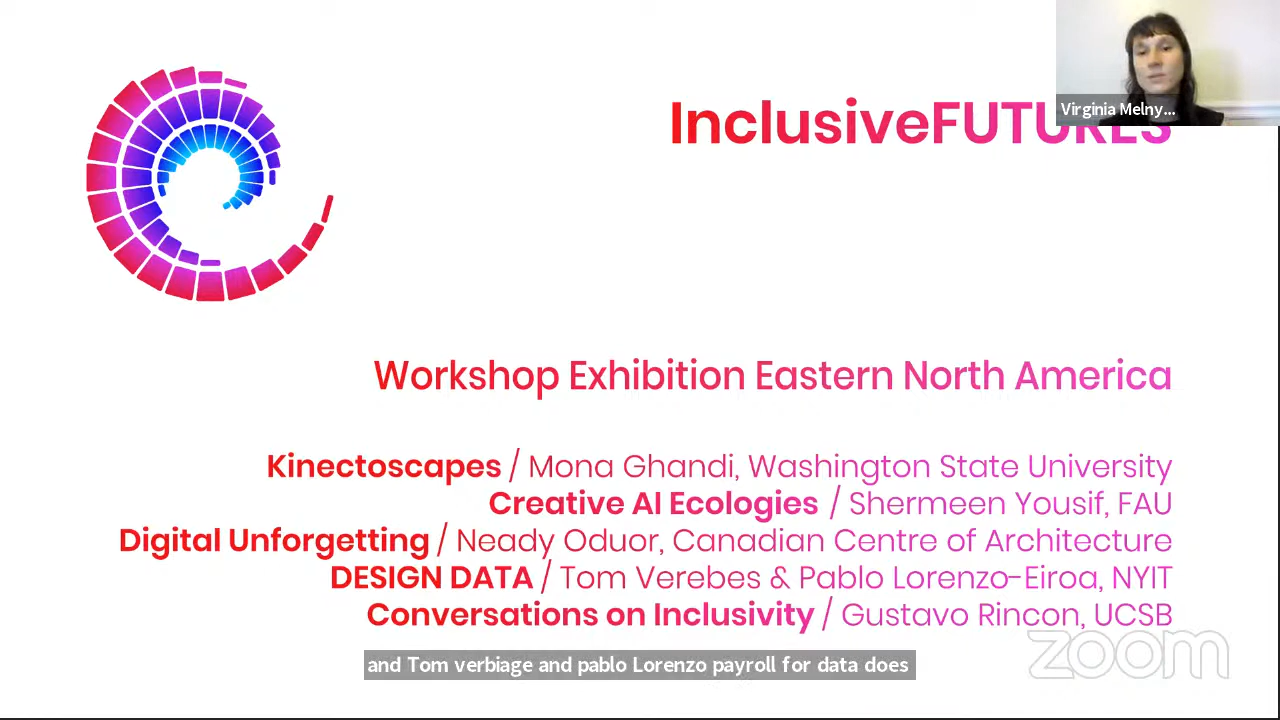 Virginia Melny...
InclusiveFUTURES
Workshop Exhibition Eastern North America
Kinectoscapes / Mona Ghandi, Washington State University
Creative AI Ecologies / Shermeen Yousif, FAU
Digital Unforgetting / Neady Oduor, Canadian Centre of Architecture
DESIGN DATA / Tom Verebes & Pablo Lorenzo-Eiroa, NYIT
Conversations on Inclusivity / Gustavo Rincon, UCSB
zoom
and Tom verbiage and pablo Lorenzo payroll for data does